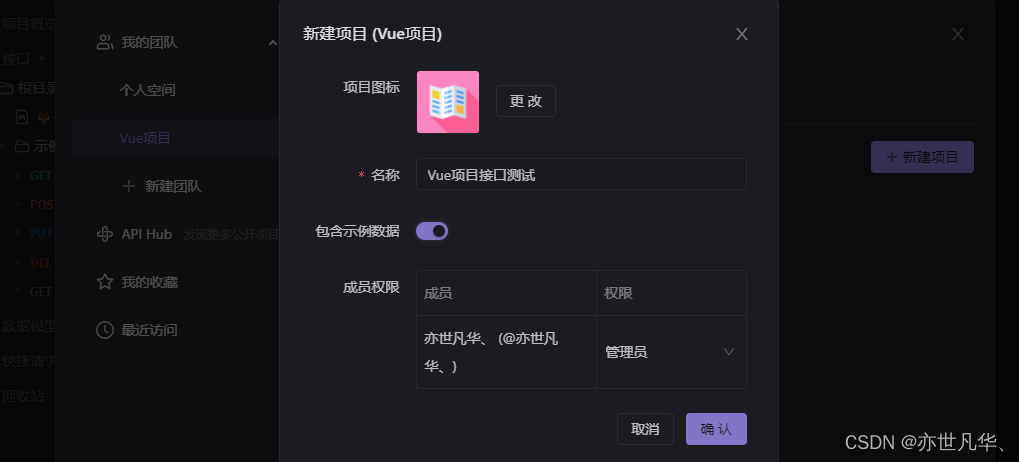 项目概览
接口
根目录
示例
GET
POST
PUT
DEL
GET
数据模型
快捷请求
回收站
我的团队
个人空间
Vue项目
新建团队
API Hub 发现更多公开项目
我的收藏
最近访问
新建项目 (Vue项目)
项目图标
更 改
* 名称
Vue项目接口测试
包含示例数据
成员权限
成员 权限
亦世凡华、 (@亦世凡
华、)
管理员
取消
确 认
新建项目
CSDN @亦世凡华、